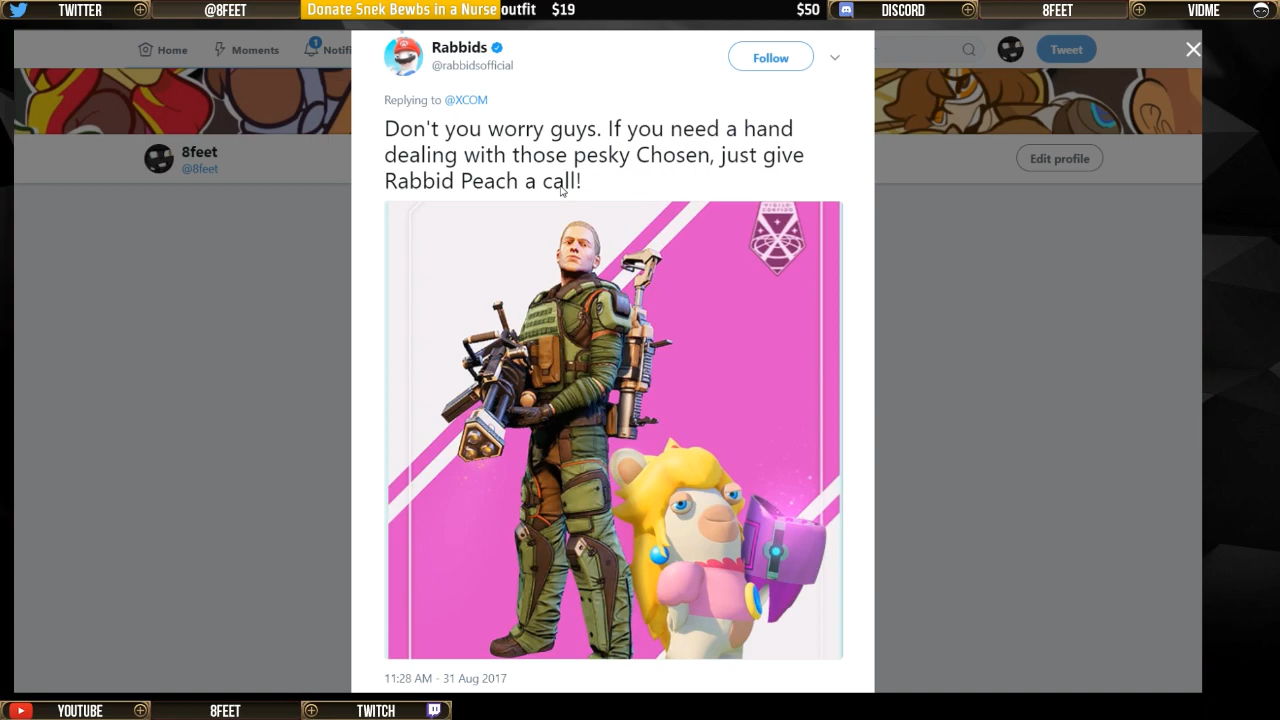 TWITTER @8FEET Donate Snek Bewbs in a Nurse outfit $19 $50 DISCORD 8FEET VIDME
Home Moments 1 Notifi Tweet
Rabbids
@rabbidsofficial
Follow
Replying to @XCOM
Don't you worry guys. If you need a hand
dealing with those pesky Chosen, just give
Rabbid Peach a call!
8feet
@8feet
Edit profile
11:28 AM - 31 Aug 2017
YOUTUBE 8FEET TWITCH